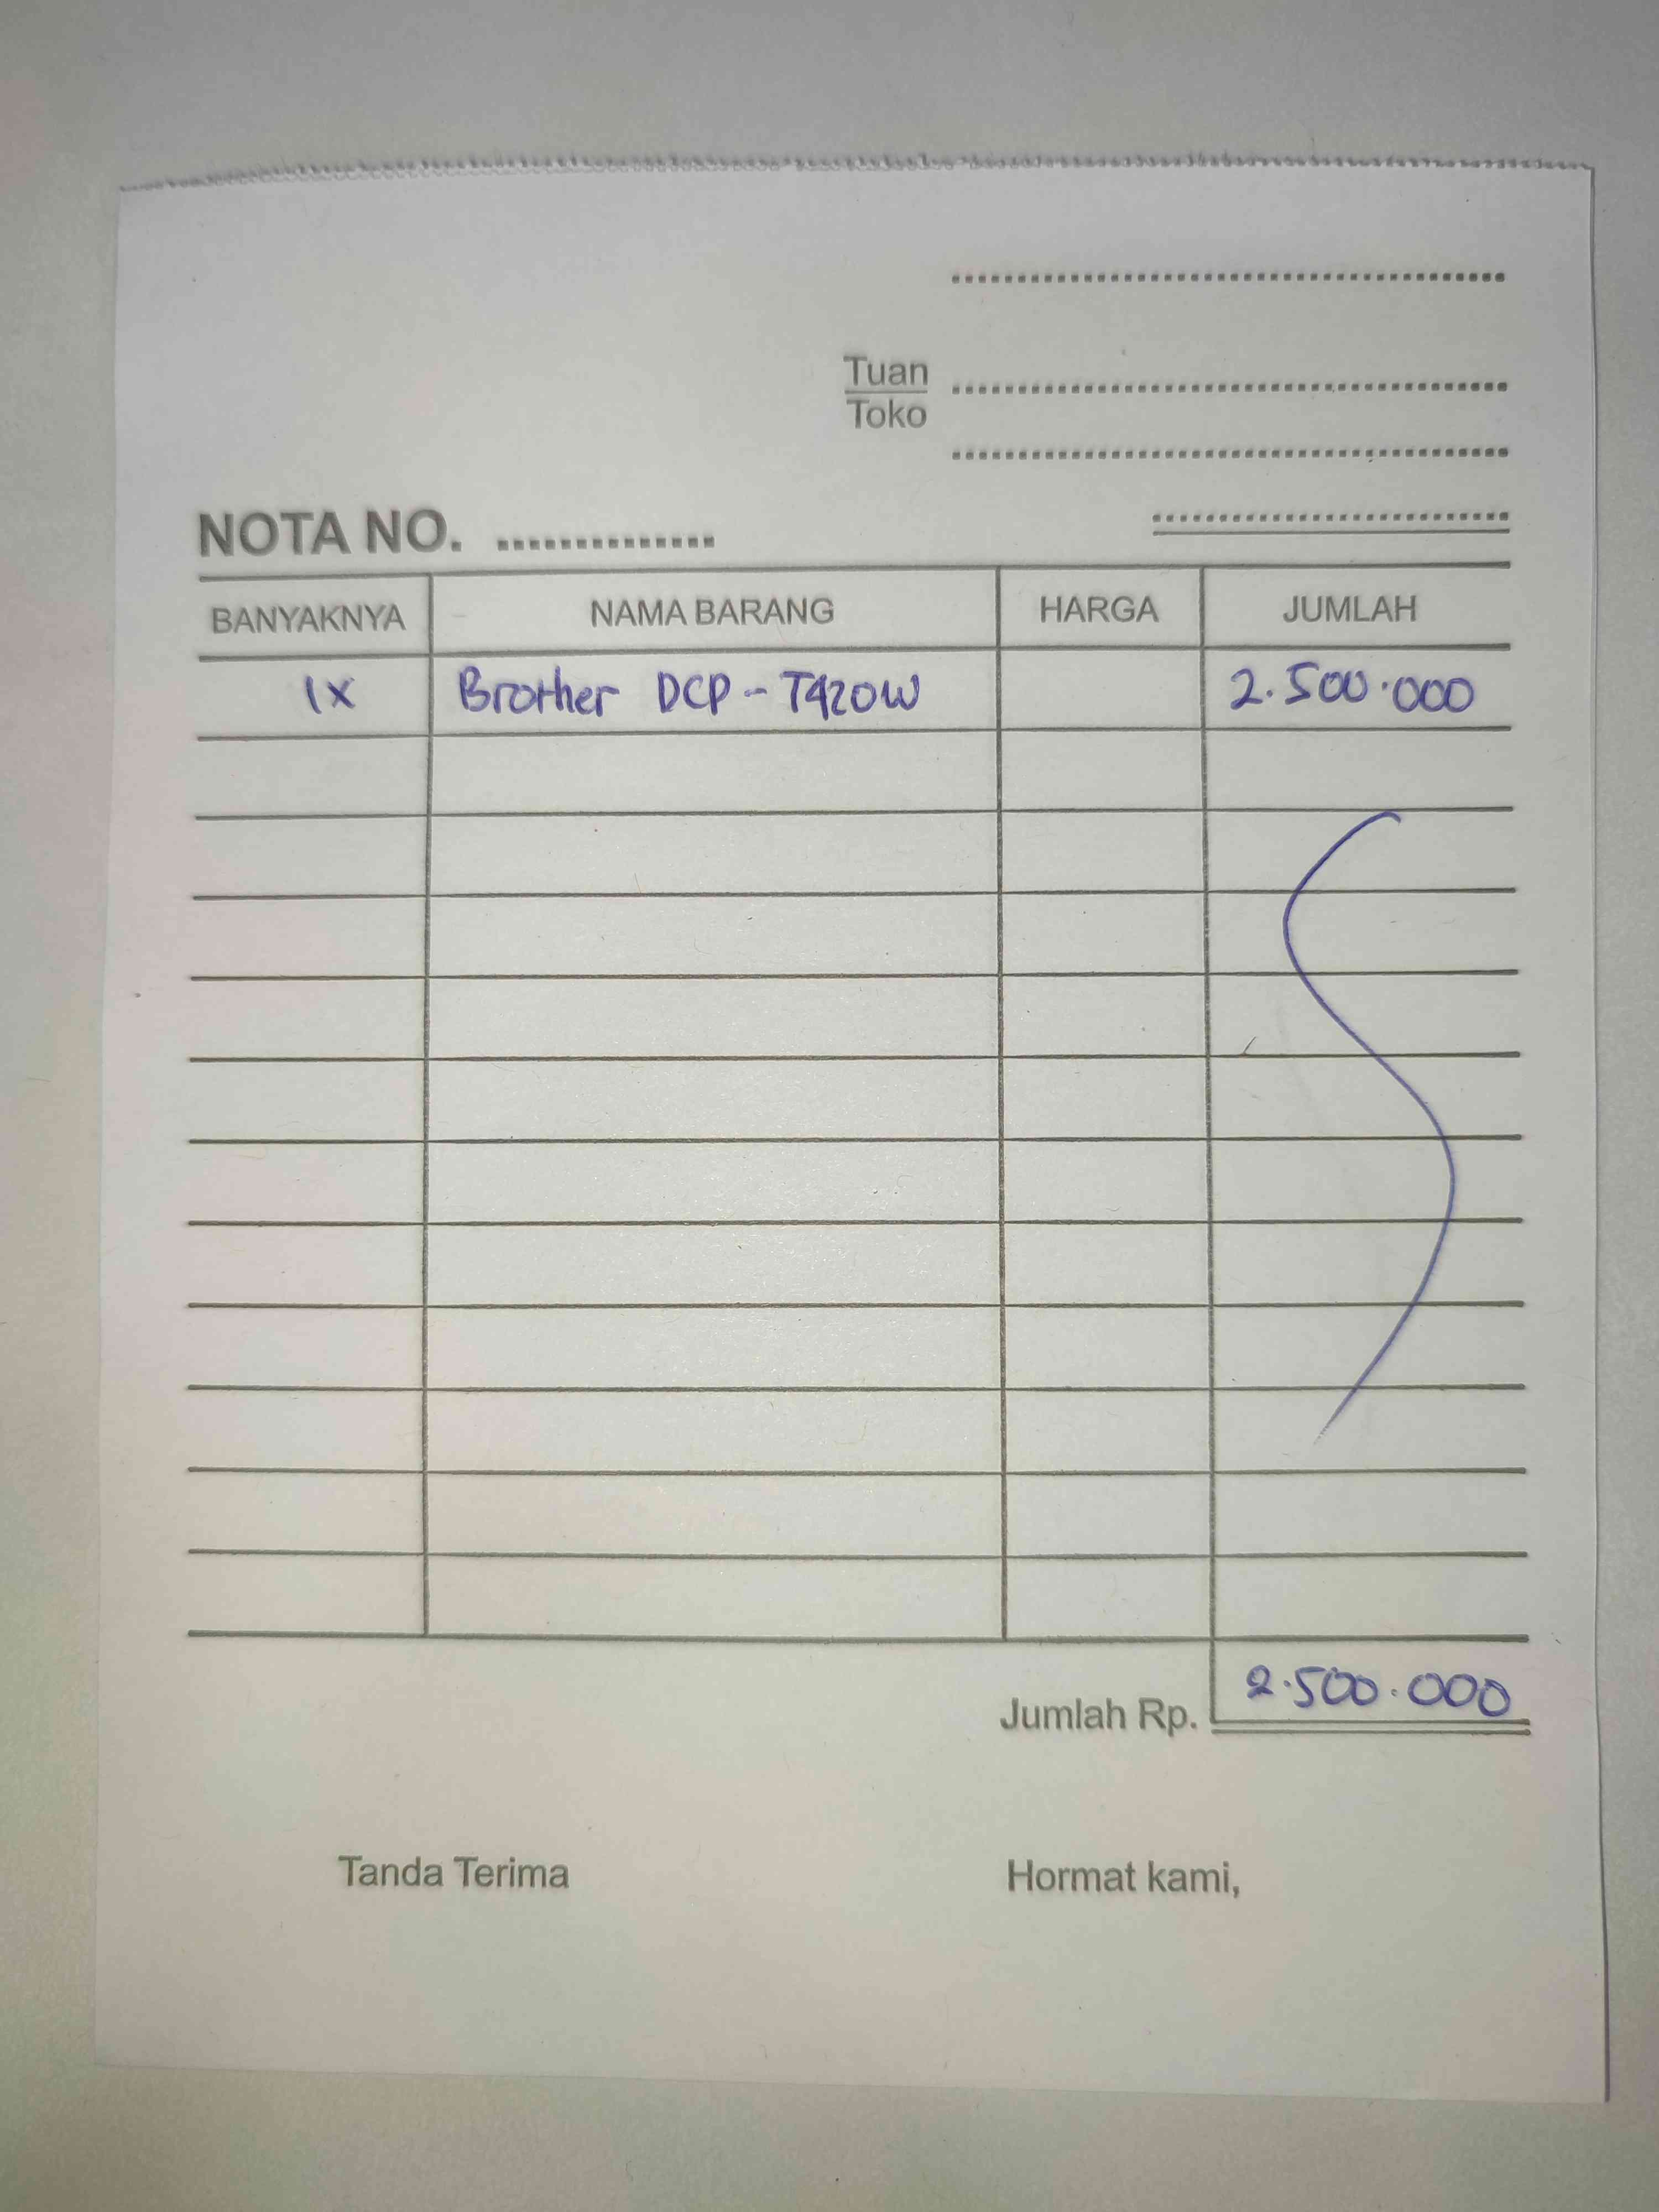 Tuan
Toko
NOTA NO. ..............
BANYAKNYA NAMA BARANG HARGA JUMLAH
1x Brother DCP - T420W 2.500.000
Jumlah Rp. 2.500.000
Tanda Terima Hormat kami,